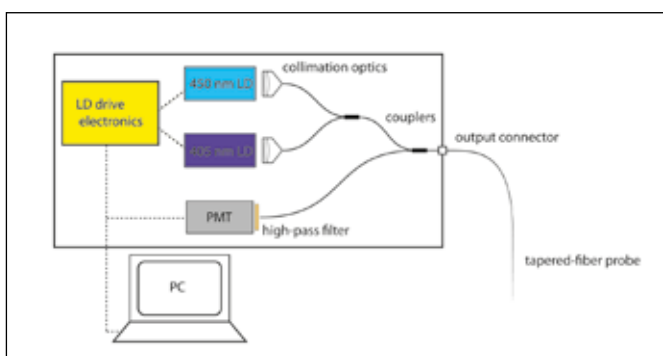 collimation optics
LD drive
electronics
couplers
output connector
PMT
high-pass filter
tapered-fiber probe
PC